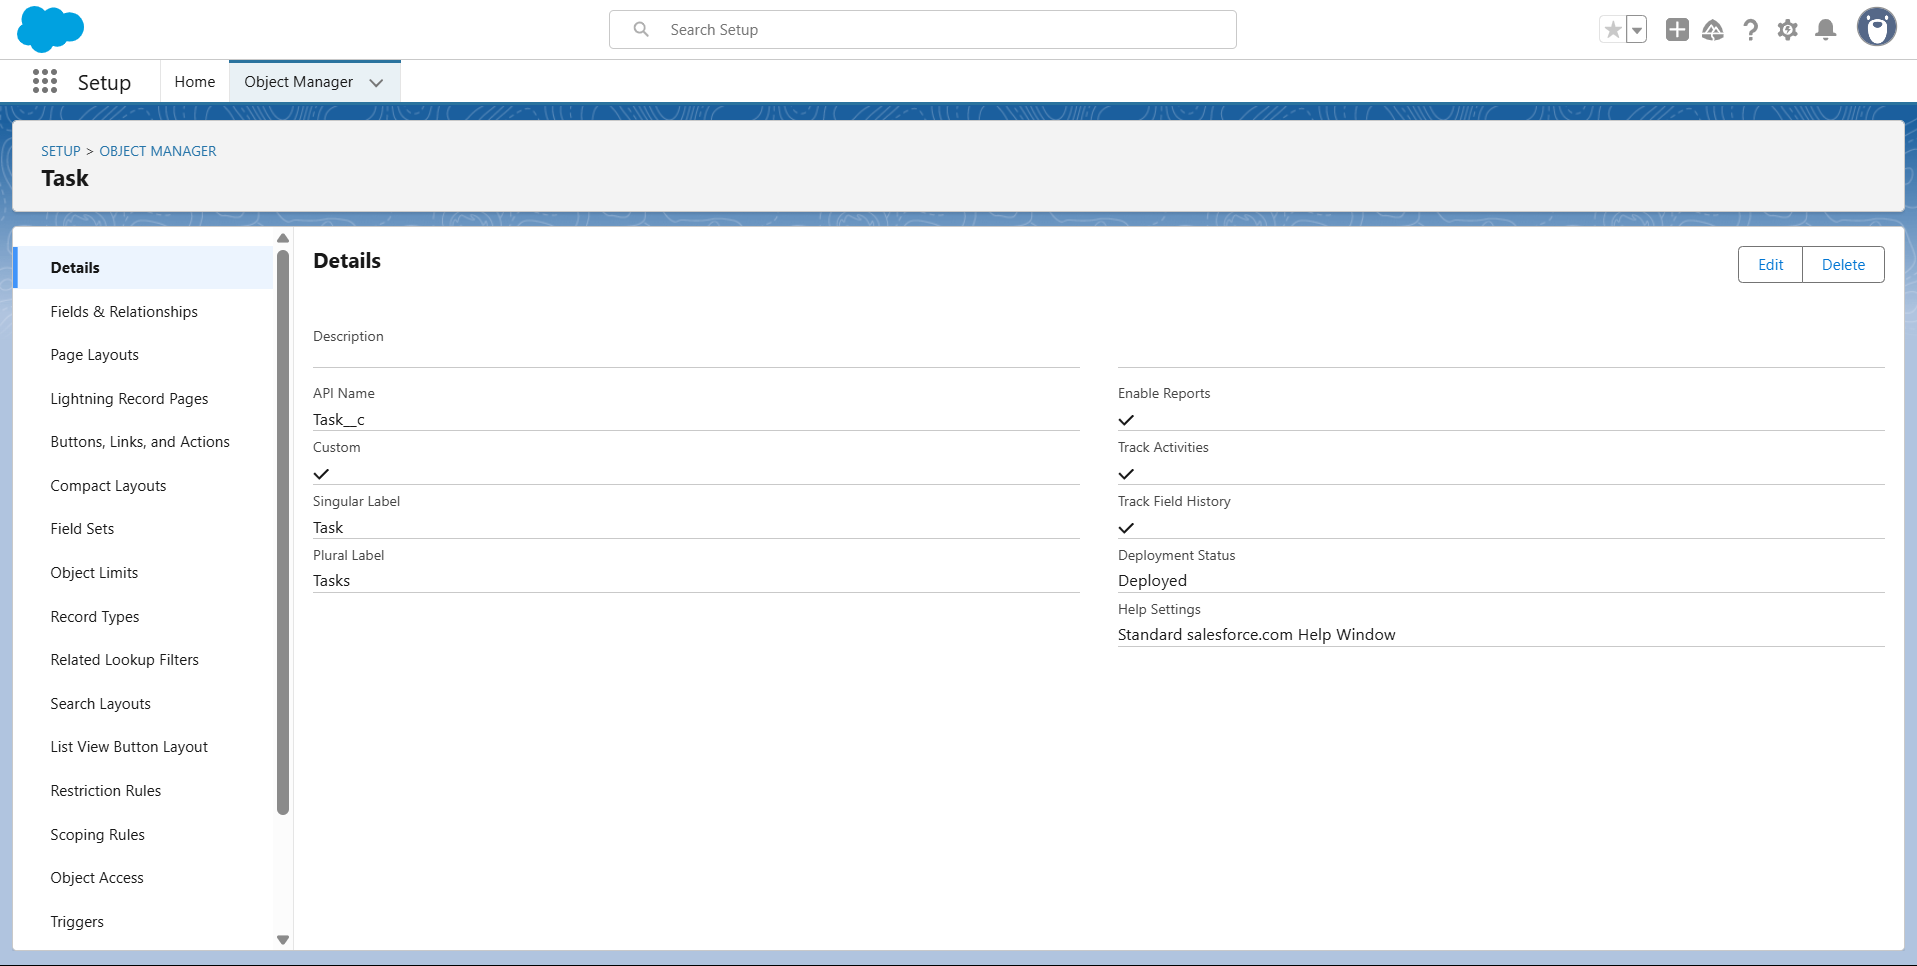 Search Setup
Setup
Home
Object Manager
SETUP > OBJECT MANAGER
Task
Details
Fields & Relationships
Page Layouts
Lightning Record Pages
Buttons, Links, and Actions
Compact Layouts
Field Sets
Object Limits
Record Types
Related Lookup Filters
Search Layouts
List View Button Layout
Restriction Rules
Scoping Rules
Object Access
Triggers
Details
Edit
Delete
Description
API Name
Task__c
Custom
Singular Label
Task
Plural Label
Tasks
Enable Reports
Track Activities
Track Field History
Deployment Status
Deployed
Help Settings
Standard salesforce.com Help Window